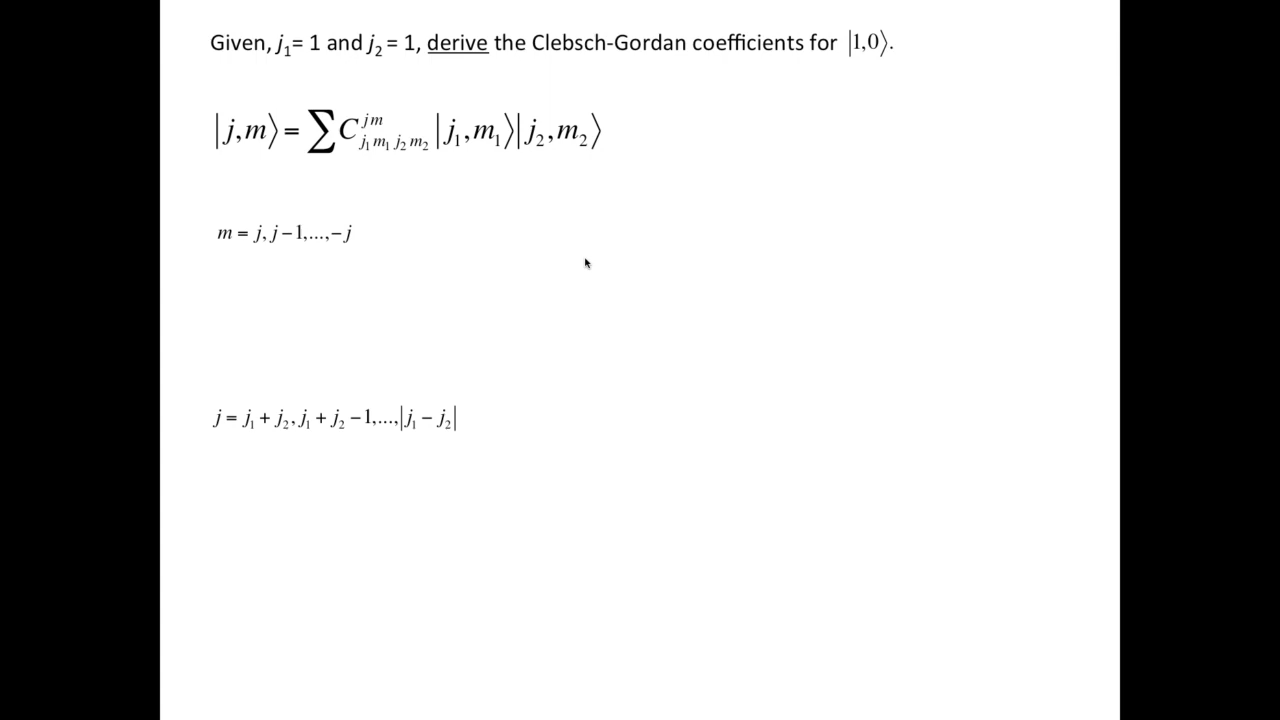 Given, j₁= 1 and j₂ = 1, derive the Clebsch-Gordan coefficients for |1,0⟩.
|j,m⟩ = ∑ C^{jm}_{j₁ m₁ j₂ m₂} |j₁,m₁⟩|j₂,m₂⟩
m = j, j−1,...,−j
j = j₁ + j₂, j₁ + j₂ −1,...,|j₁ − j₂|